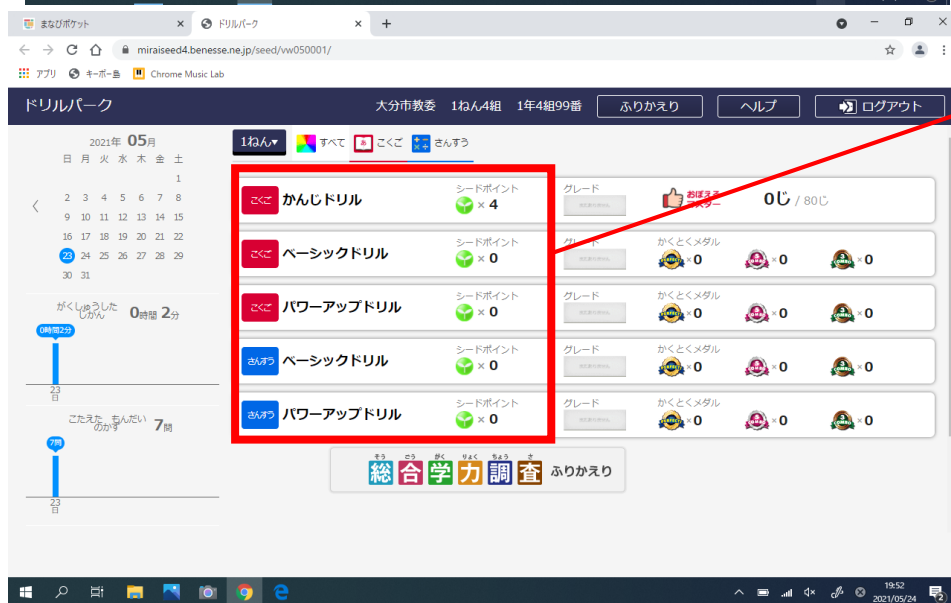 まなびポケット
ドリルパーク
miraiseed4.benesse.ne.jp/seed/vw050001/
アプリ キーボー島 Chrome Music Lab
ドリルパーク 大分市教委 1ねん4組 1年4組99番 ふりかえり ヘルプ ログアウト
2021年 05月
日 月 火 水 木 金 土
1
2 3 4 5 6 7 8
9 10 11 12 13 14 15
16 17 18 19 20 21 22
23 24 25 26 27 28 29
30 31
がくしゅうした
じかん 0時間 2分
0時間2分
23
日
こたえた もんだい
のかず 7問
7問
23
日
1ねん▾ すべて あ こくご さんすう
こくご かんじドリル シードポイント × 4 グレード おぼえる マスター 0じ / 80じ
こくご ベーシックドリル シードポイント × 0 グレード かくとくメダル × 0 × 0 × 0
こくご パワーアップドリル シードポイント × 0 グレード かくとくメダル × 0 × 0 × 0
さんすう ベーシックドリル シードポイント × 0 グレード かくとくメダル × 0 × 0 × 0
さんすう パワーアップドリル シードポイント × 0 グレード かくとくメダル × 0 × 0 × 0
そう ごう がく りょく ちょう さ
総合学力調査 ふりかえり
19:52
2021/05/24